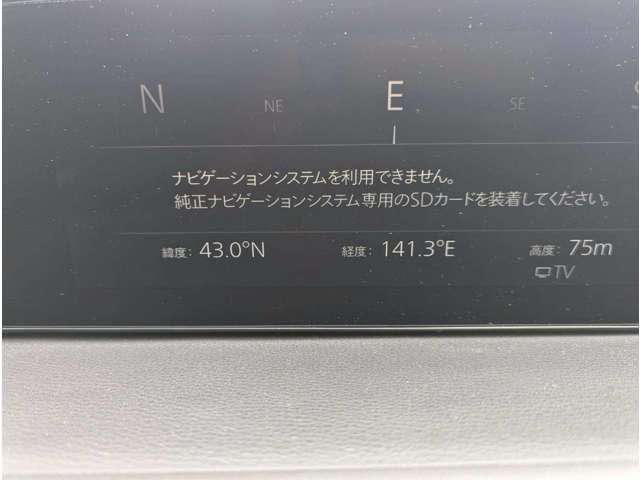 N NE E SE S
ナビゲーションシステムを利用できません。
純正ナビゲーションシステム専用のSDカードを装着してください。
緯度: 43.0°N 経度: 141.3°E 高度: 75m
TV